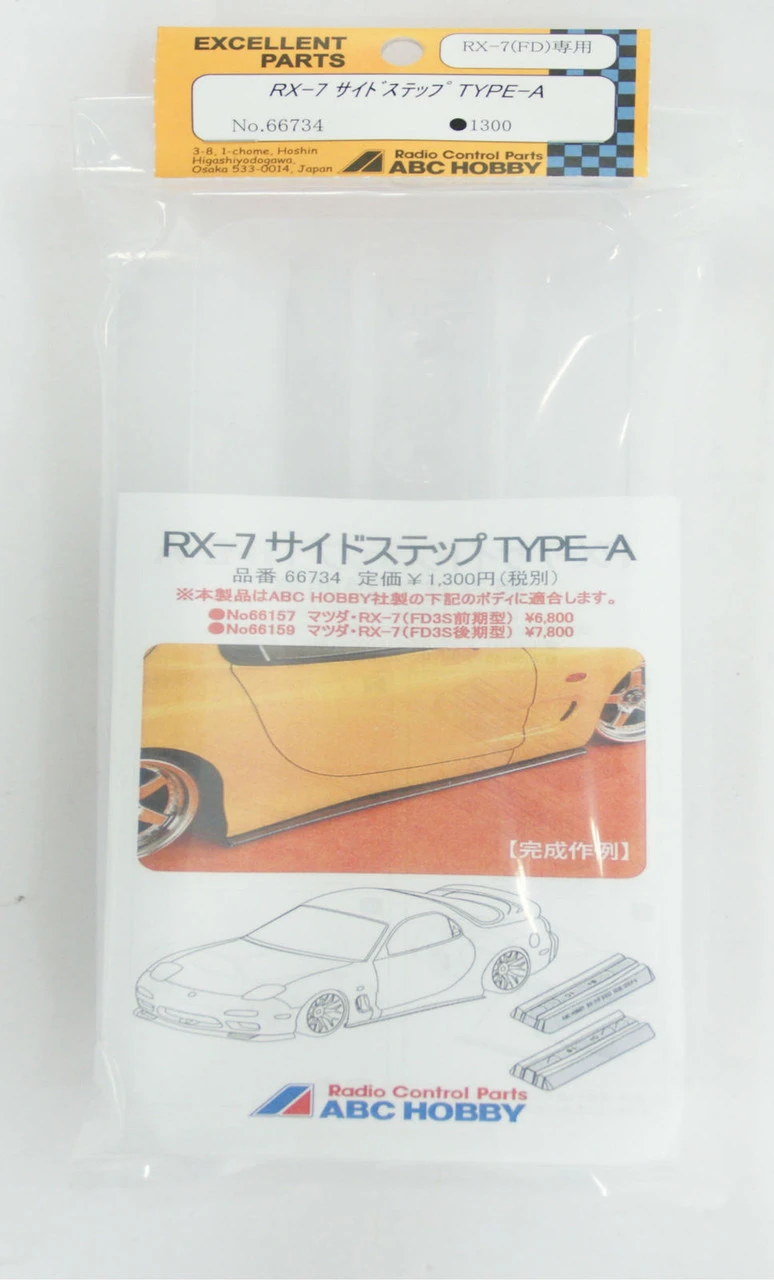 EXCELLENT
PARTS
RX-7(FD)専用
RX-7 サイドステップ TYPE-A
No.66734 ●1300
3-8, 1-chome, Hoshin
Higashiyodogawa,
Osaka 533-0014, Japan
Radio Control Parts
ABC HOBBY
RX-7 サイドステップ TYPE-A
品番 66734 定価￥1,300円(税別)
※本製品はABC HOBBY社製の下記のボディに適合します。
●No66157 マツダ・RX-7(FD3S前期型) ¥6,800
●No66159 マツダ・RX-7(FD3S後期型) ¥7,800
【完成作例】
Radio Control Parts
ABC HOBBY